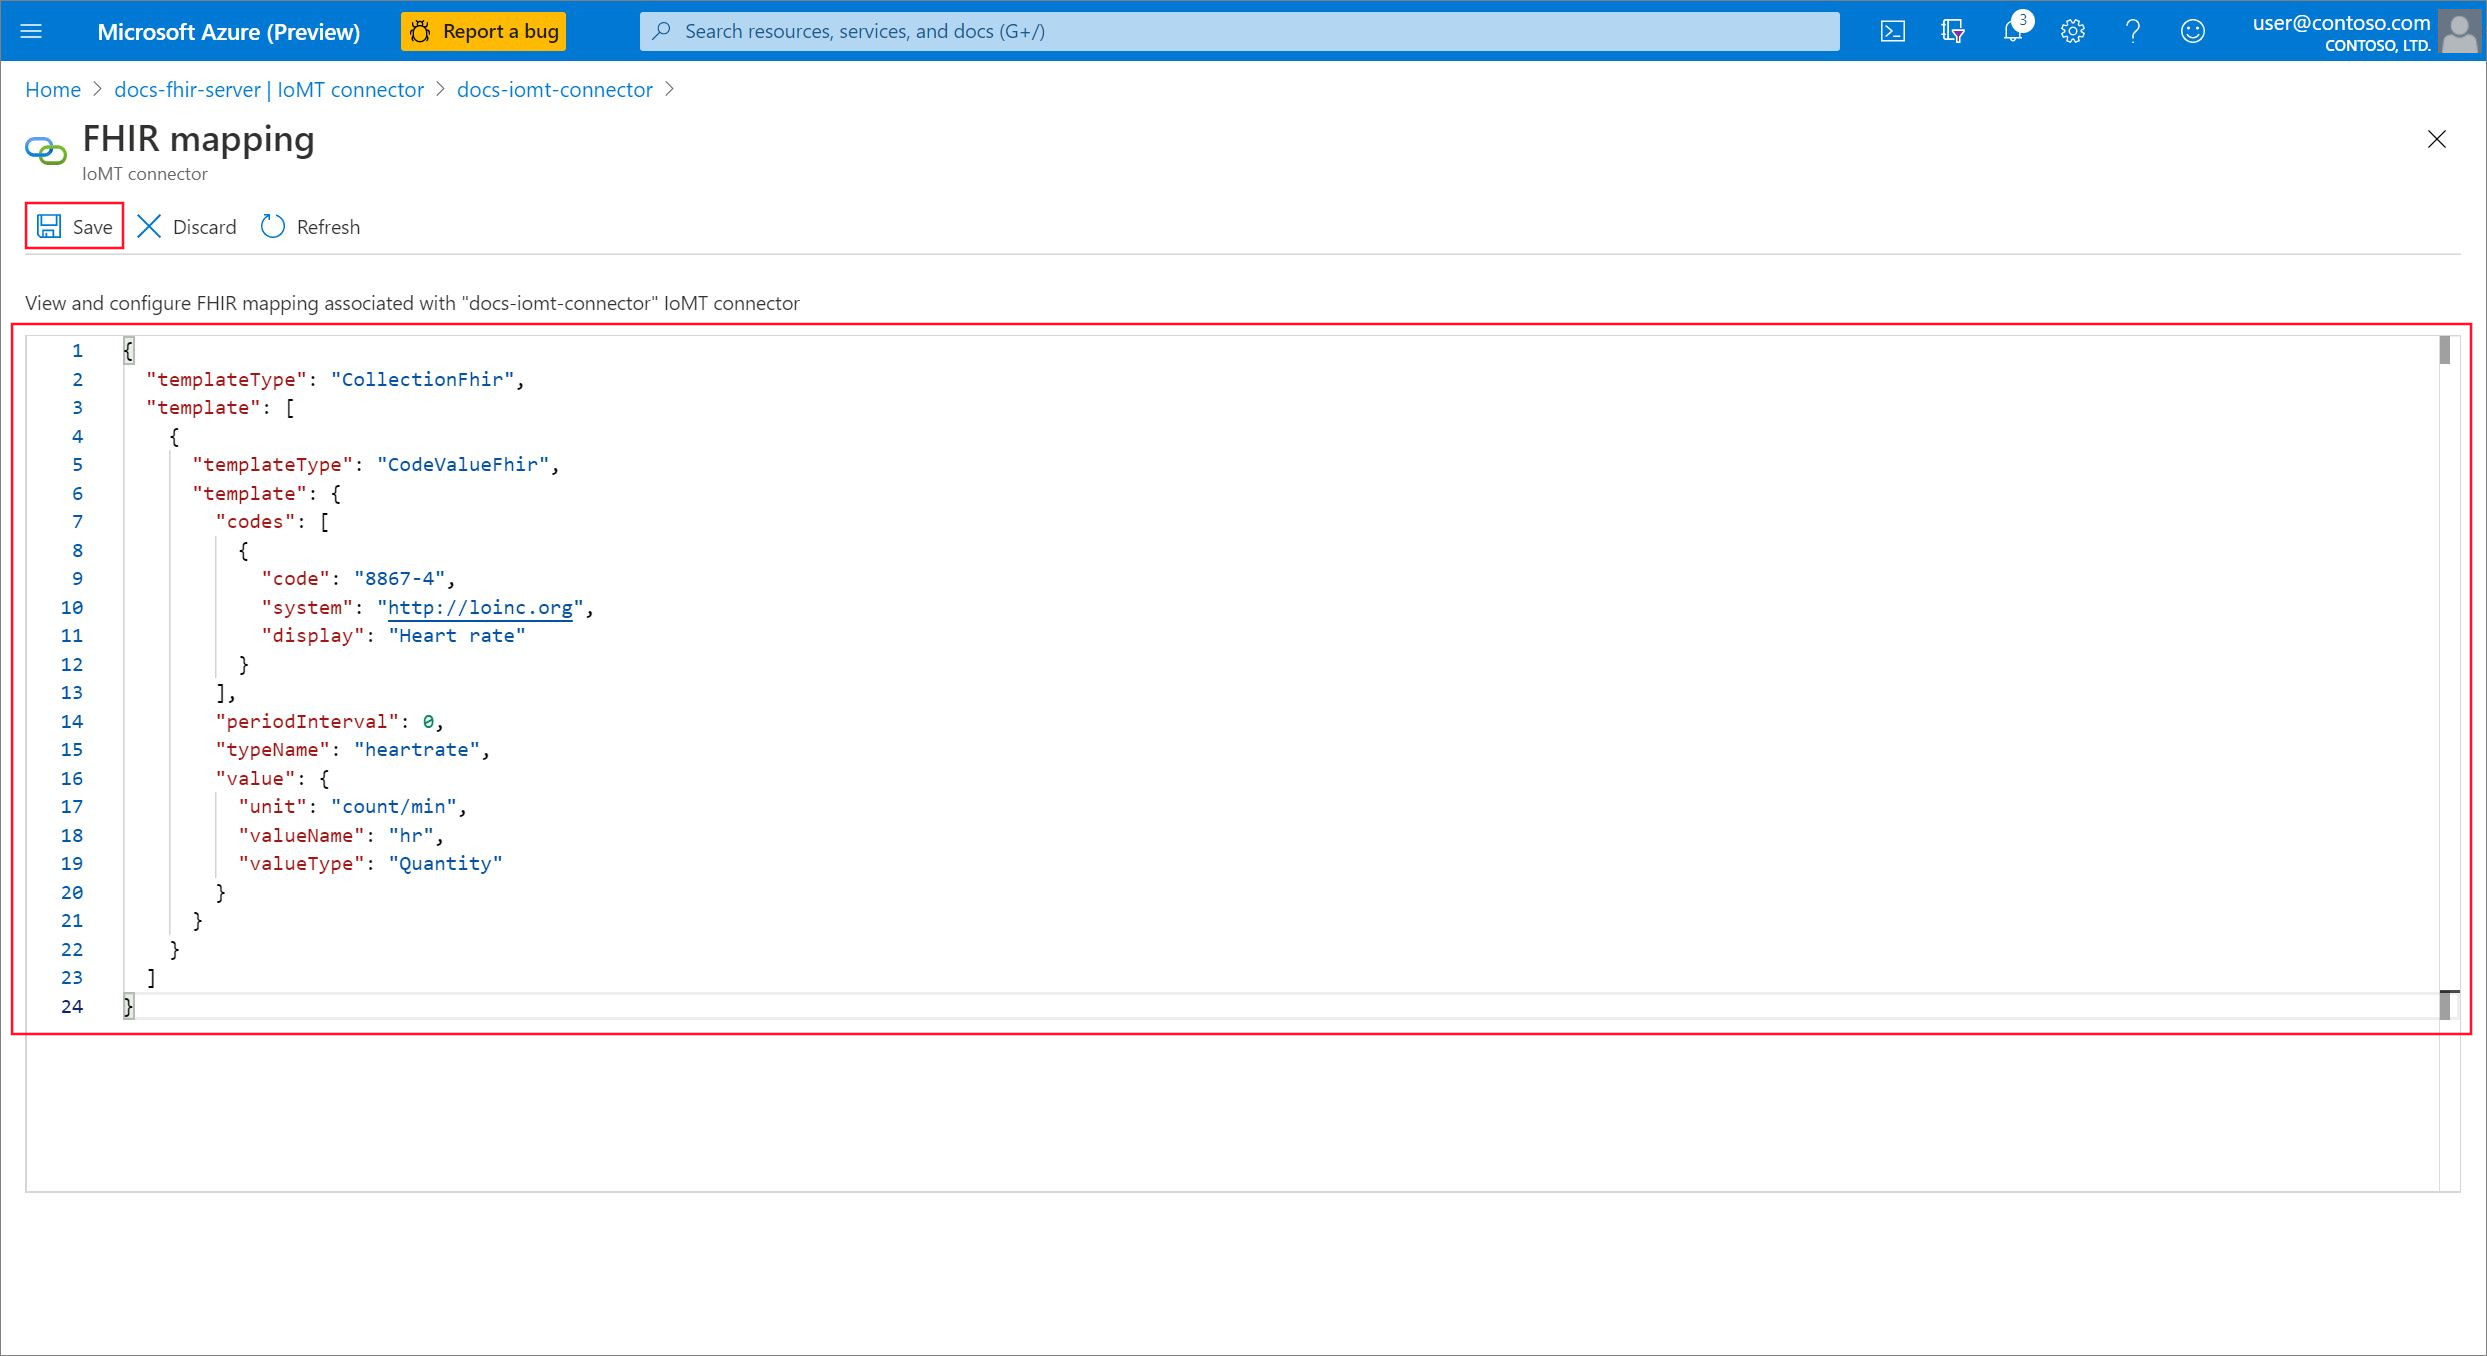 Microsoft Azure (Preview) Report a bug Search resources, services, and docs (G+/) 3 user@contoso.com
CONTOSO, LTD.
Home > docs-fhir-server | IoMT connector > docs-iomt-connector >
FHIR mapping
IoMT connector
Save Discard Refresh
View and configure FHIR mapping associated with "docs-iomt-connector" IoMT connector
1 {
2 "templateType": "CollectionFhir",
3 "template": [
4 {
5 "templateType": "CodeValueFhir",
6 "template": {
7 "codes": [
8 {
9 "code": "8867-4",
10 "system": "http://loinc.org",
11 "display": "Heart rate"
12 }
13 ],
14 "periodInterval": 0,
15 "typeName": "heartrate",
16 "value": {
17 "unit": "count/min",
18 "valueName": "hr",
19 "valueType": "Quantity"
20 }
21 }
22 }
23 ]
24 }